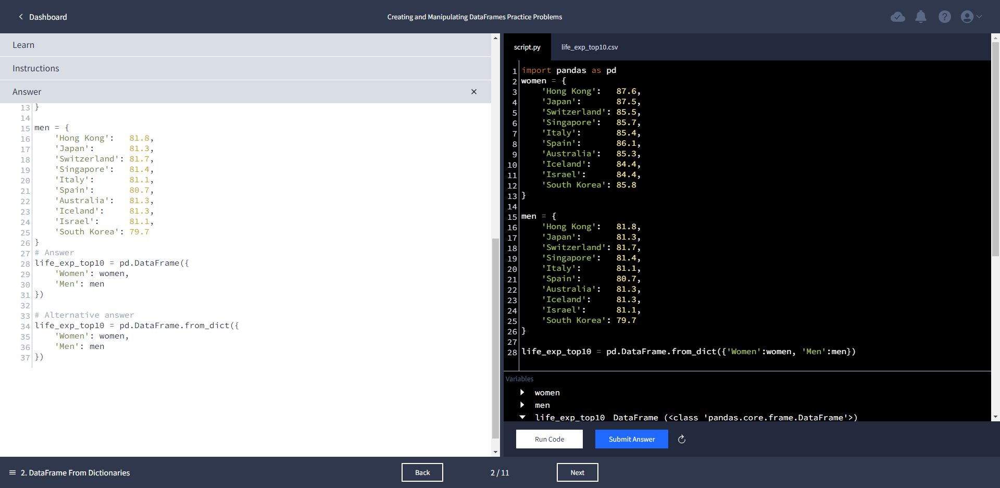 Dashboard
Creating and Manipulating DataFrames Practice Problems
Learn
Instructions
Answer
13 }
14
15 men = {
16     'Hong Kong':   81.8,
17     'Japan':       81.3,
18     'Switzerland': 81.7,
19     'Singapore':   81.4,
20     'Italy':       81.1,
21     'Spain':       80.7,
22     'Australia':   81.3,
23     'Iceland':     81.3,
24     'Israel':      81.1,
25     'South Korea': 79.7
26 }
27 # Answer
28 life_exp_top10 = pd.DataFrame({
29     'Women': women,
30     'Men': men
31 })
32
33 # Alternative answer
34 life_exp_top10 = pd.DataFrame.from_dict({
35     'Women': women,
36     'Men': men
37 })
script.py
life_exp_top10.csv
1 import pandas as pd
2 women = {
3     'Hong Kong':   87.6,
4     'Japan':       87.5,
5     'Switzerland': 85.5,
6     'Singapore':   85.7,
7     'Italy':       85.4,
8     'Spain':       86.1,
9     'Australia':   85.3,
10     'Iceland':     84.4,
11     'Israel':      84.4,
12     'South Korea': 85.8
13 }
14
15 men = {
16     'Hong Kong':   81.8,
17     'Japan':       81.3,
18     'Switzerland': 81.7,
19     'Singapore':   81.4,
20     'Italy':       81.1,
21     'Spain':       80.7,
22     'Australia':   81.3,
23     'Iceland':     81.3,
24     'Israel':      81.1,
25     'South Korea': 79.7
26 }
27
28 life_exp_top10 = pd.DataFrame.from_dict({'Women':women, 'Men':men})
Variables
women
men
life_exp_top10 DataFrame (<class 'pandas.core.frame.DataFrame'>)
Run Code
Submit Answer
2. DataFrame From Dictionaries
Back
2 / 11
Next